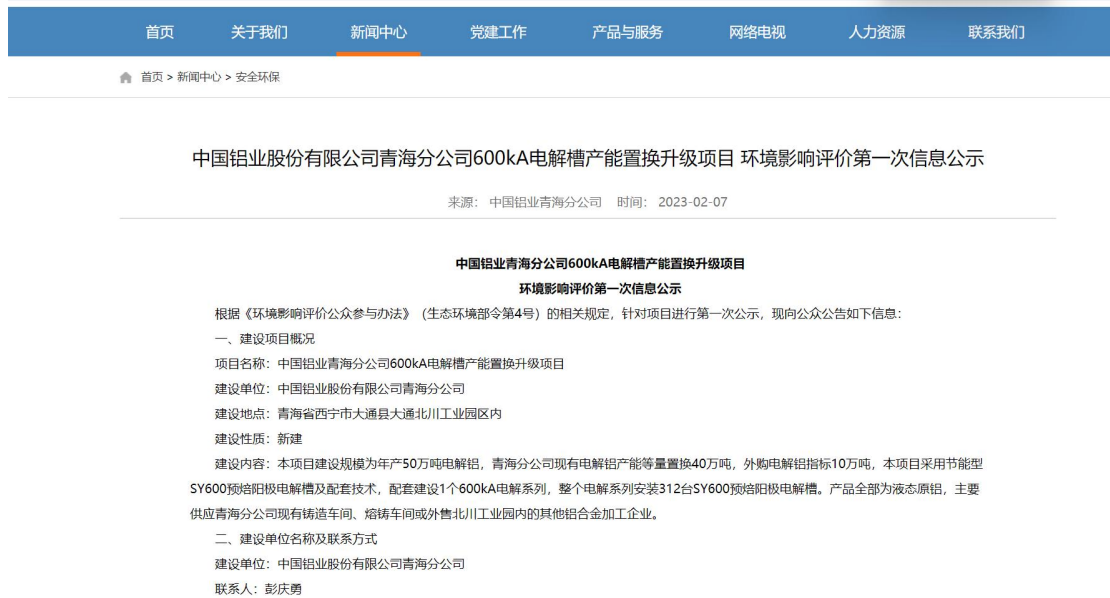 首页 关于我们 新闻中心 党建工作 产品与服务 网络电视 人力资源 联系我们
首页 > 新闻中心 > 安全环保
中国铝业股份有限公司青海分公司600kA电解槽产能置换升级项目 环境影响评价第一次信息公示
来源： 中国铝业青海分公司 时间： 2023-02-07
中国铝业青海分公司600kA电解槽产能置换升级项目
环境影响评价第一次信息公示
根据《环境影响评价公众参与办法》（生态环境部令第4号）的相关规定，针对项目进行第一次公示，现向公众公告如下信息：
一、建设项目概况
项目名称：中国铝业青海分公司600kA电解槽产能置换升级项目
建设单位：中国铝业股份有限公司青海分公司
建设地点：青海省西宁市大通县大通北川工业园区内
建设性质：新建
建设内容：本项目建设规模为年产50万吨电解铝，青海分公司现有电解铝产能等量置换40万吨，外购电解铝指标10万吨，本项目采用节能型
SY600预焙阳极电解槽及配套技术，配套建设1个600kA电解系列，整个电解系列安装312台SY600预焙阳极电解槽。产品全部为液态原铝，主要
供应青海分公司现有铸造车间、熔铸车间或外售北川工业园内的其他铝合金加工企业。
二、建设单位名称及联系方式
建设单位：中国铝业股份有限公司青海分公司
联系人：彭庆勇